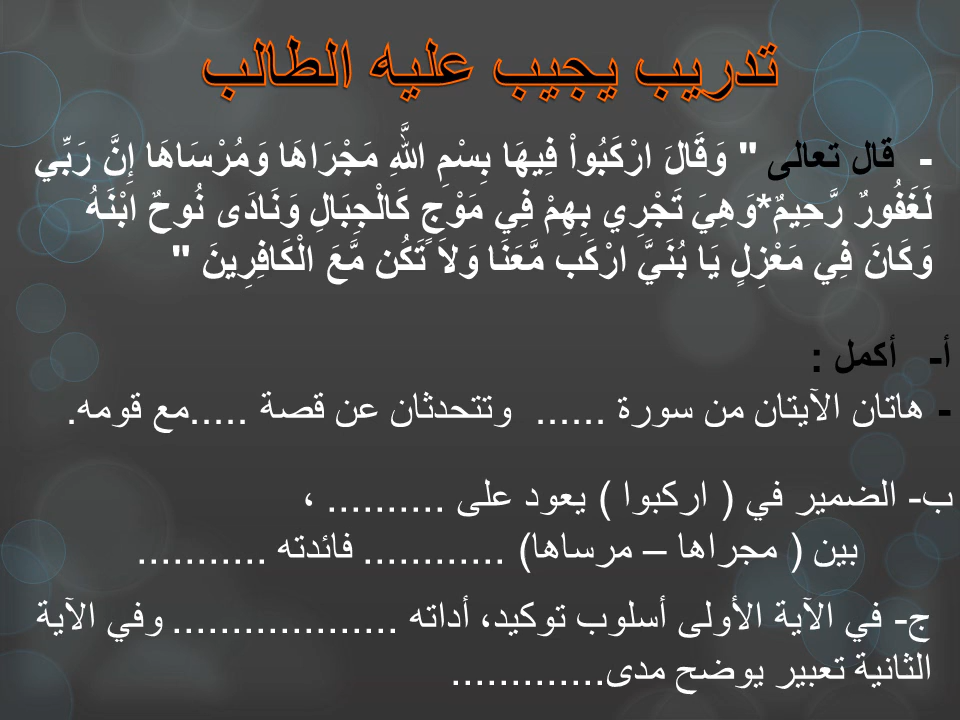 تدريب يجيب عليه الطالب
- قال تعالى " وَقَالَ ارْكَبُواْ فِيهَا بِسْمِ اللَّهِ مَجْرَاهَا وَمُرْسَاهَا إِنَّ رَبِّي
لَغَفُورٌ رَّحِيمٌ*وَهِيَ تَجْرِي بِهِمْ فِي مَوْجٍ كَالْجِبَالِ وَنَادَى نُوحٌ ابْنَهُ
وَكَانَ فِي مَعْزِلٍ يَا بُنَيَّ ارْكَب مَّعَنَا وَلاَ تَكُن مَّعَ الْكَافِرِينَ "
أ- أكمل :
- هاتان الآيتان من سورة ...... وتتحدثان عن قصة .....مع قومه.
ب- الضمير في ( اركبوا ) يعود على .......... ،
بين ( مجراها – مرساها) ............ فائدته ...........
ج- في الآية الأولى أسلوب توكيد، أداته ................... وفي الآية
الثانية تعبير يوضح مدى.............